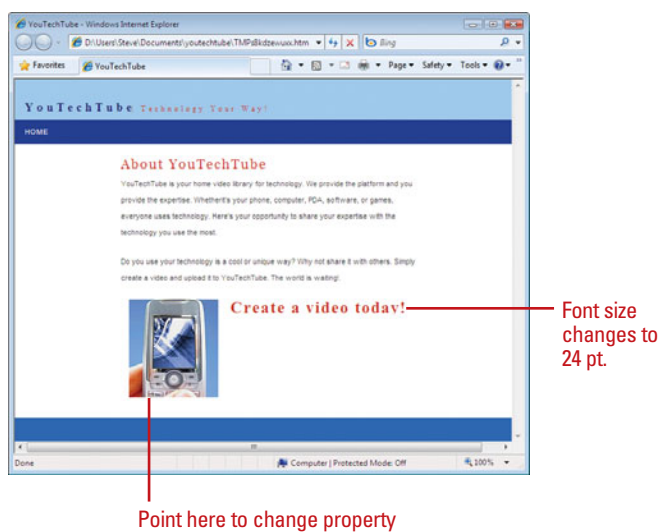 YouTechTube - Windows Internet Explorer
D:\Users\Steve\Documents\youtechtube\TMPs8kdzewuxx.htm
Bing
Favorites YouTechTube Page Safety Tools
YouTechTube Technology Your Way!
HOME
About YouTechTube
YouTechTube is your home video library for technology. We provide the platform and you
provide the expertise. Whetherit's your phone, computer, PDA, software, or games,
everyone uses technology. Here's your opportunity to share your expertise with the
technology you use the most.
Do you use your technology is a cool or unique way? Why not share it with others. Simply
create a video and upload it to YouTechTube. The world is waiting!
Create a video today!
Font size
changes to
24 pt.
Done Computer | Protected Mode: Off 100%
Point here to change property